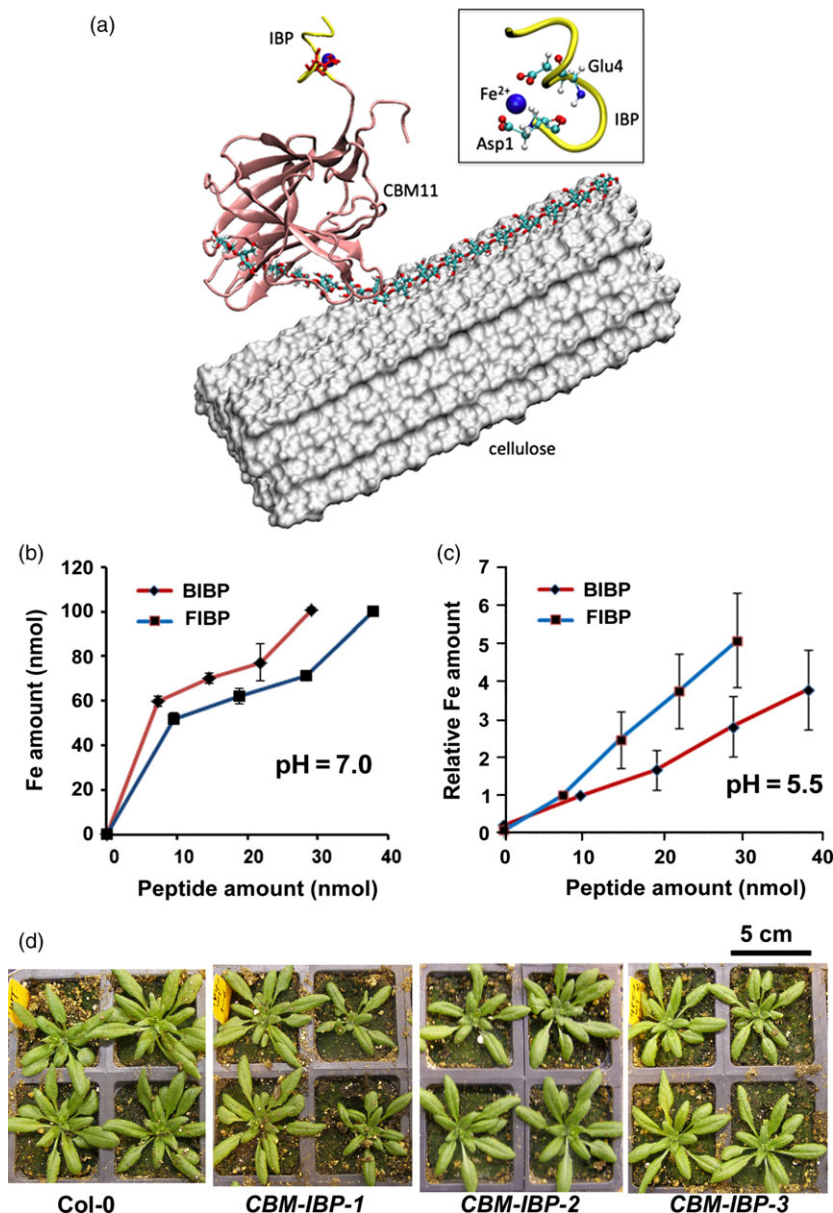 (a)
IBP
CBM11
Glu4
Fe2+
Asp1
IBP
cellulose
(b)
BIBP
FIBP
Fe amount (nmol)
120
100
80
60
40
20
0
pH = 7.0
0 10 20 30 40
Peptide amount (nmol)
(c)
BIBP
FIBP
Relative Fe amount
7
6
5
4
3
2
1
0
pH = 5.5
0 10 20 30 40
Peptide amount (nmol)
(d)
5 cm
Col-0
CBM-IBP-1
CBM-IBP-2
CBM-IBP-3